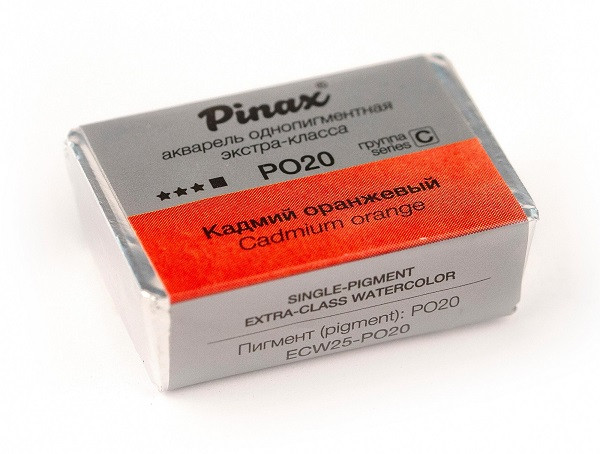 Pinax®
акварель однопигментная
экстра-класса
PO20
группа
series C
Кадмий оранжевый
Cadmium orange
SINGLE-PIGMENT
EXTRA-CLASS WATERCOLOR
Пигмент (pigment): PO20
ECW25-PO20